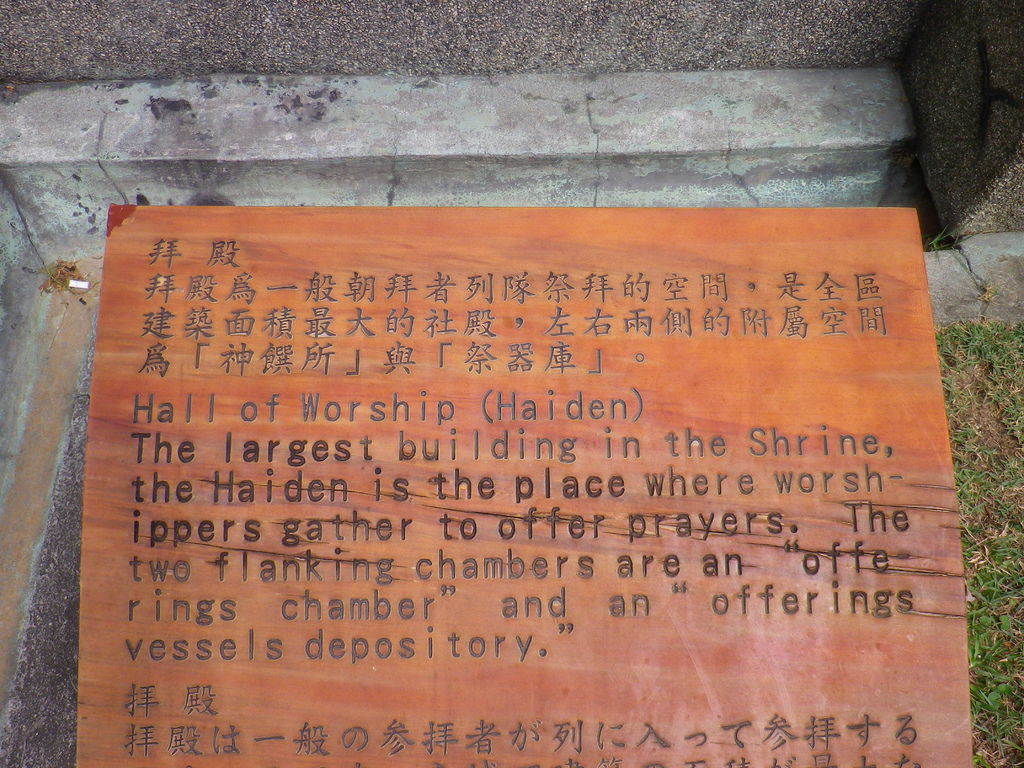 拜 殿
拜殿為一般朝拜者列隊祭拜的空間，是全區
建築面積最大的社殿，左右兩側的附屬空間
為「神饌所」與「祭器庫」。
Hall of Worship (Haiden)
The largest building in the Shrine,
the Haiden is the place where worsh-
ippers gather to offer prayers. The
two flanking chambers are an “offe-
rings chamber” and an “offerings
vessels depository.”
拝 殿
拝殿は一般の参拝者が列に入って参拝する